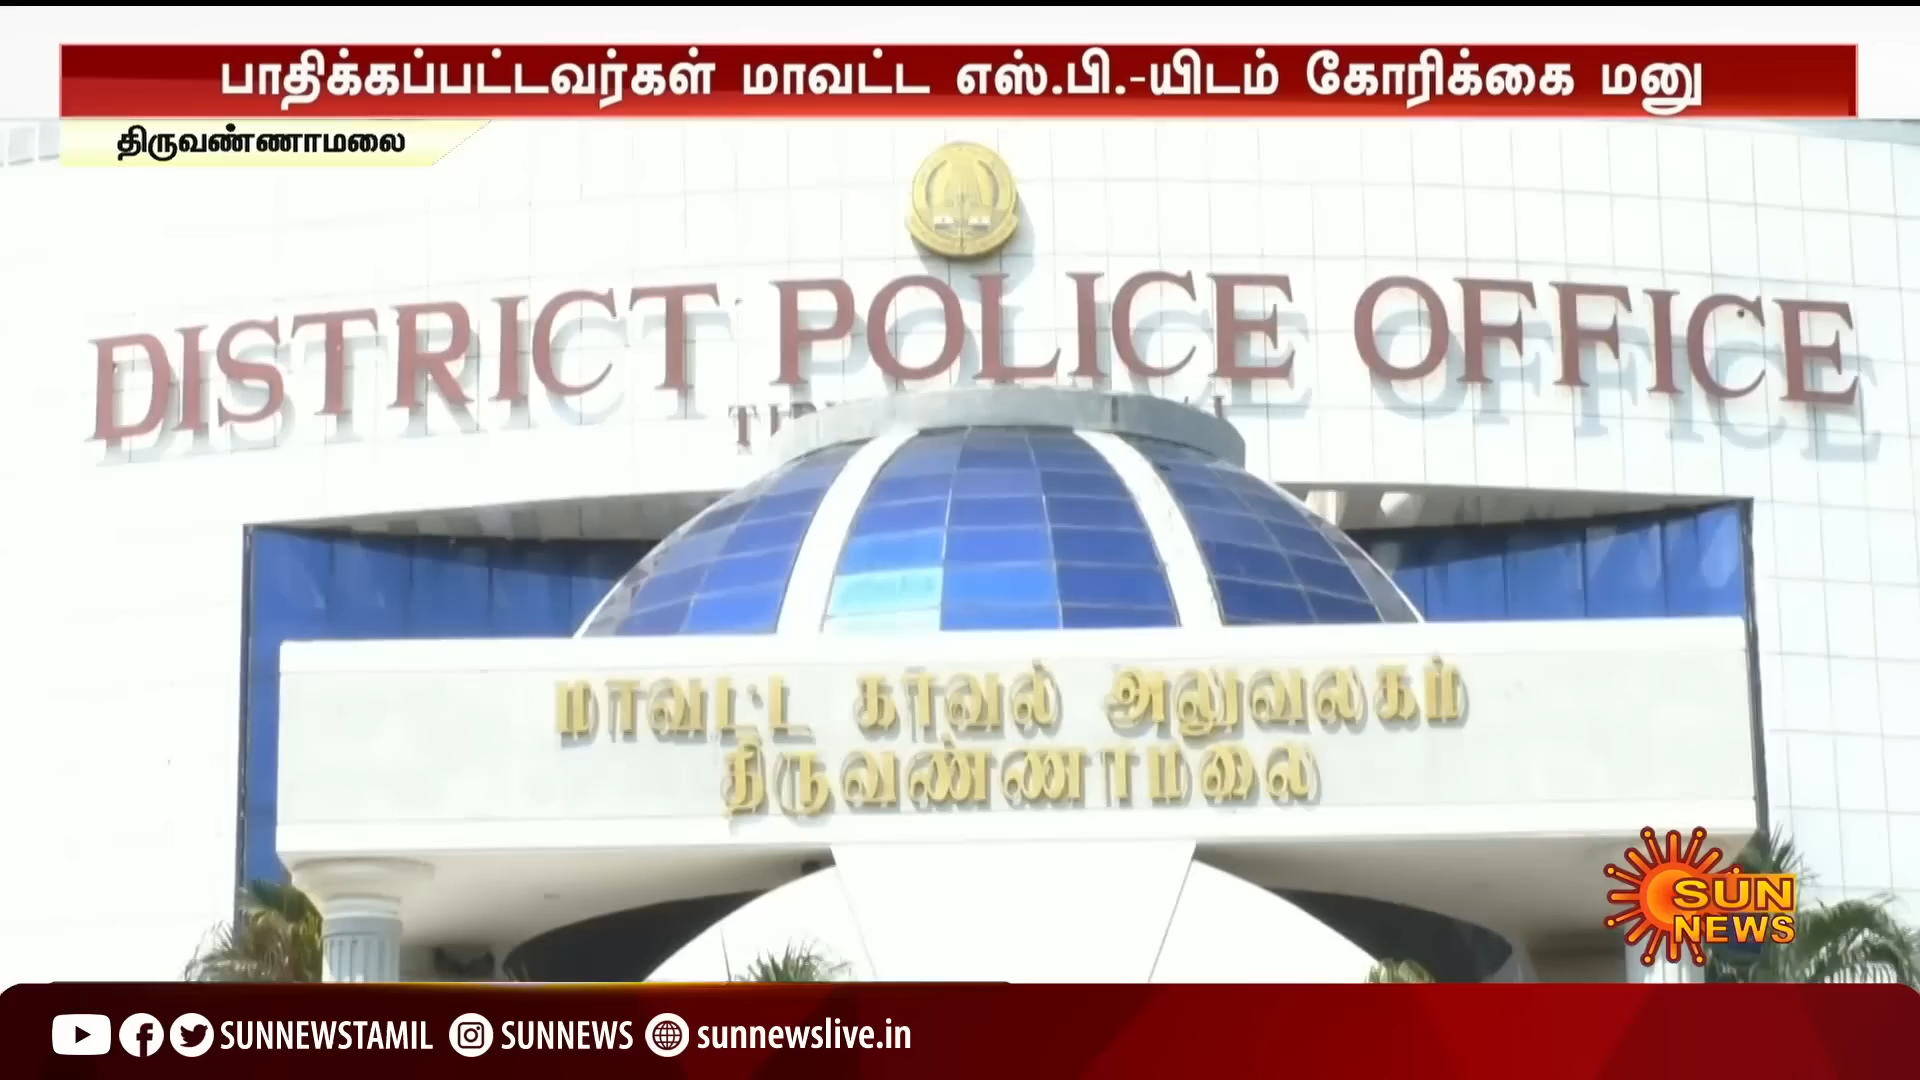 பாதிக்கப்பட்டவர்கள் மாவட்ட எஸ்.பி.-யிடம் கோரிக்கை மனு
திருவண்ணாமலை
DISTRICT POLICE OFFICE
மாவட்ட காவல் அலுவலகம்
திருவண்ணாமலை
SUN
NEWS
SUNNEWSTAMIL SUNNEWS sunnewslive.in